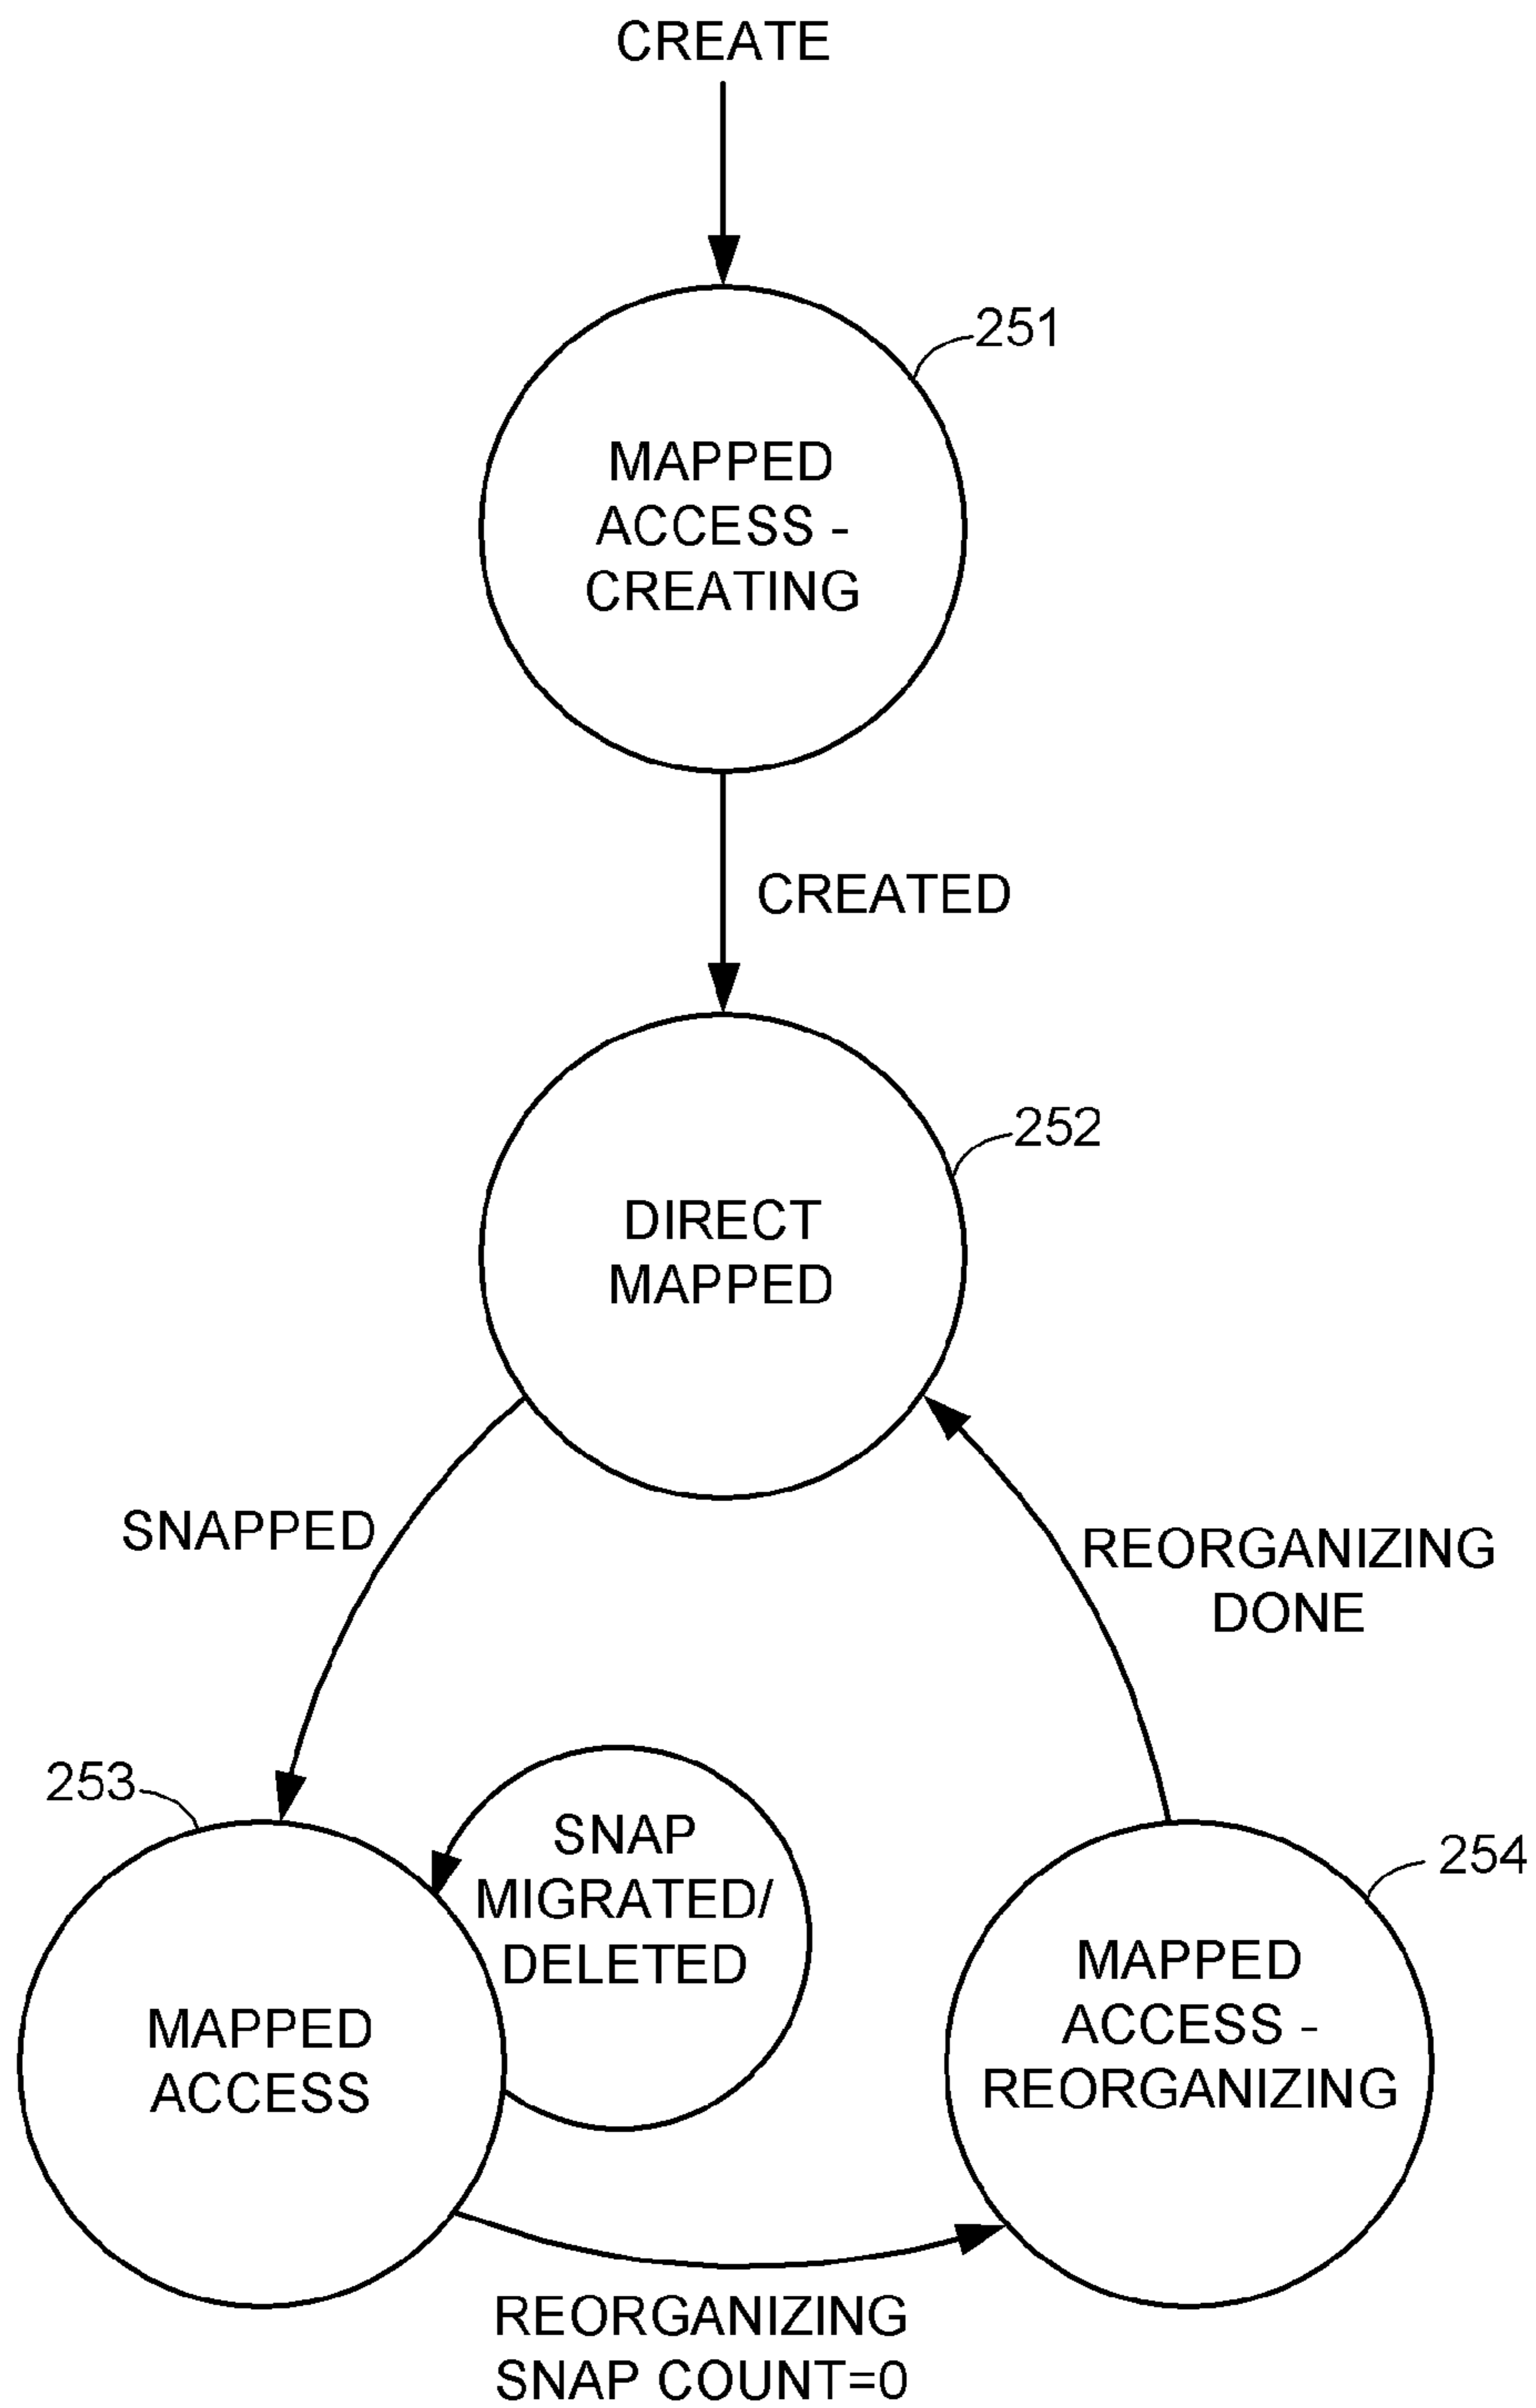 CREATE
251
MAPPED
ACCESS -
CREATING
CREATED
252
DIRECT
MAPPED
SNAPPED
REORGANIZING
DONE
253
SNAP
MIGRATED/
DELETED
254
MAPPED
ACCESS
MAPPED
ACCESS -
REORGANIZING
REORGANIZING
SNAP COUNT=0